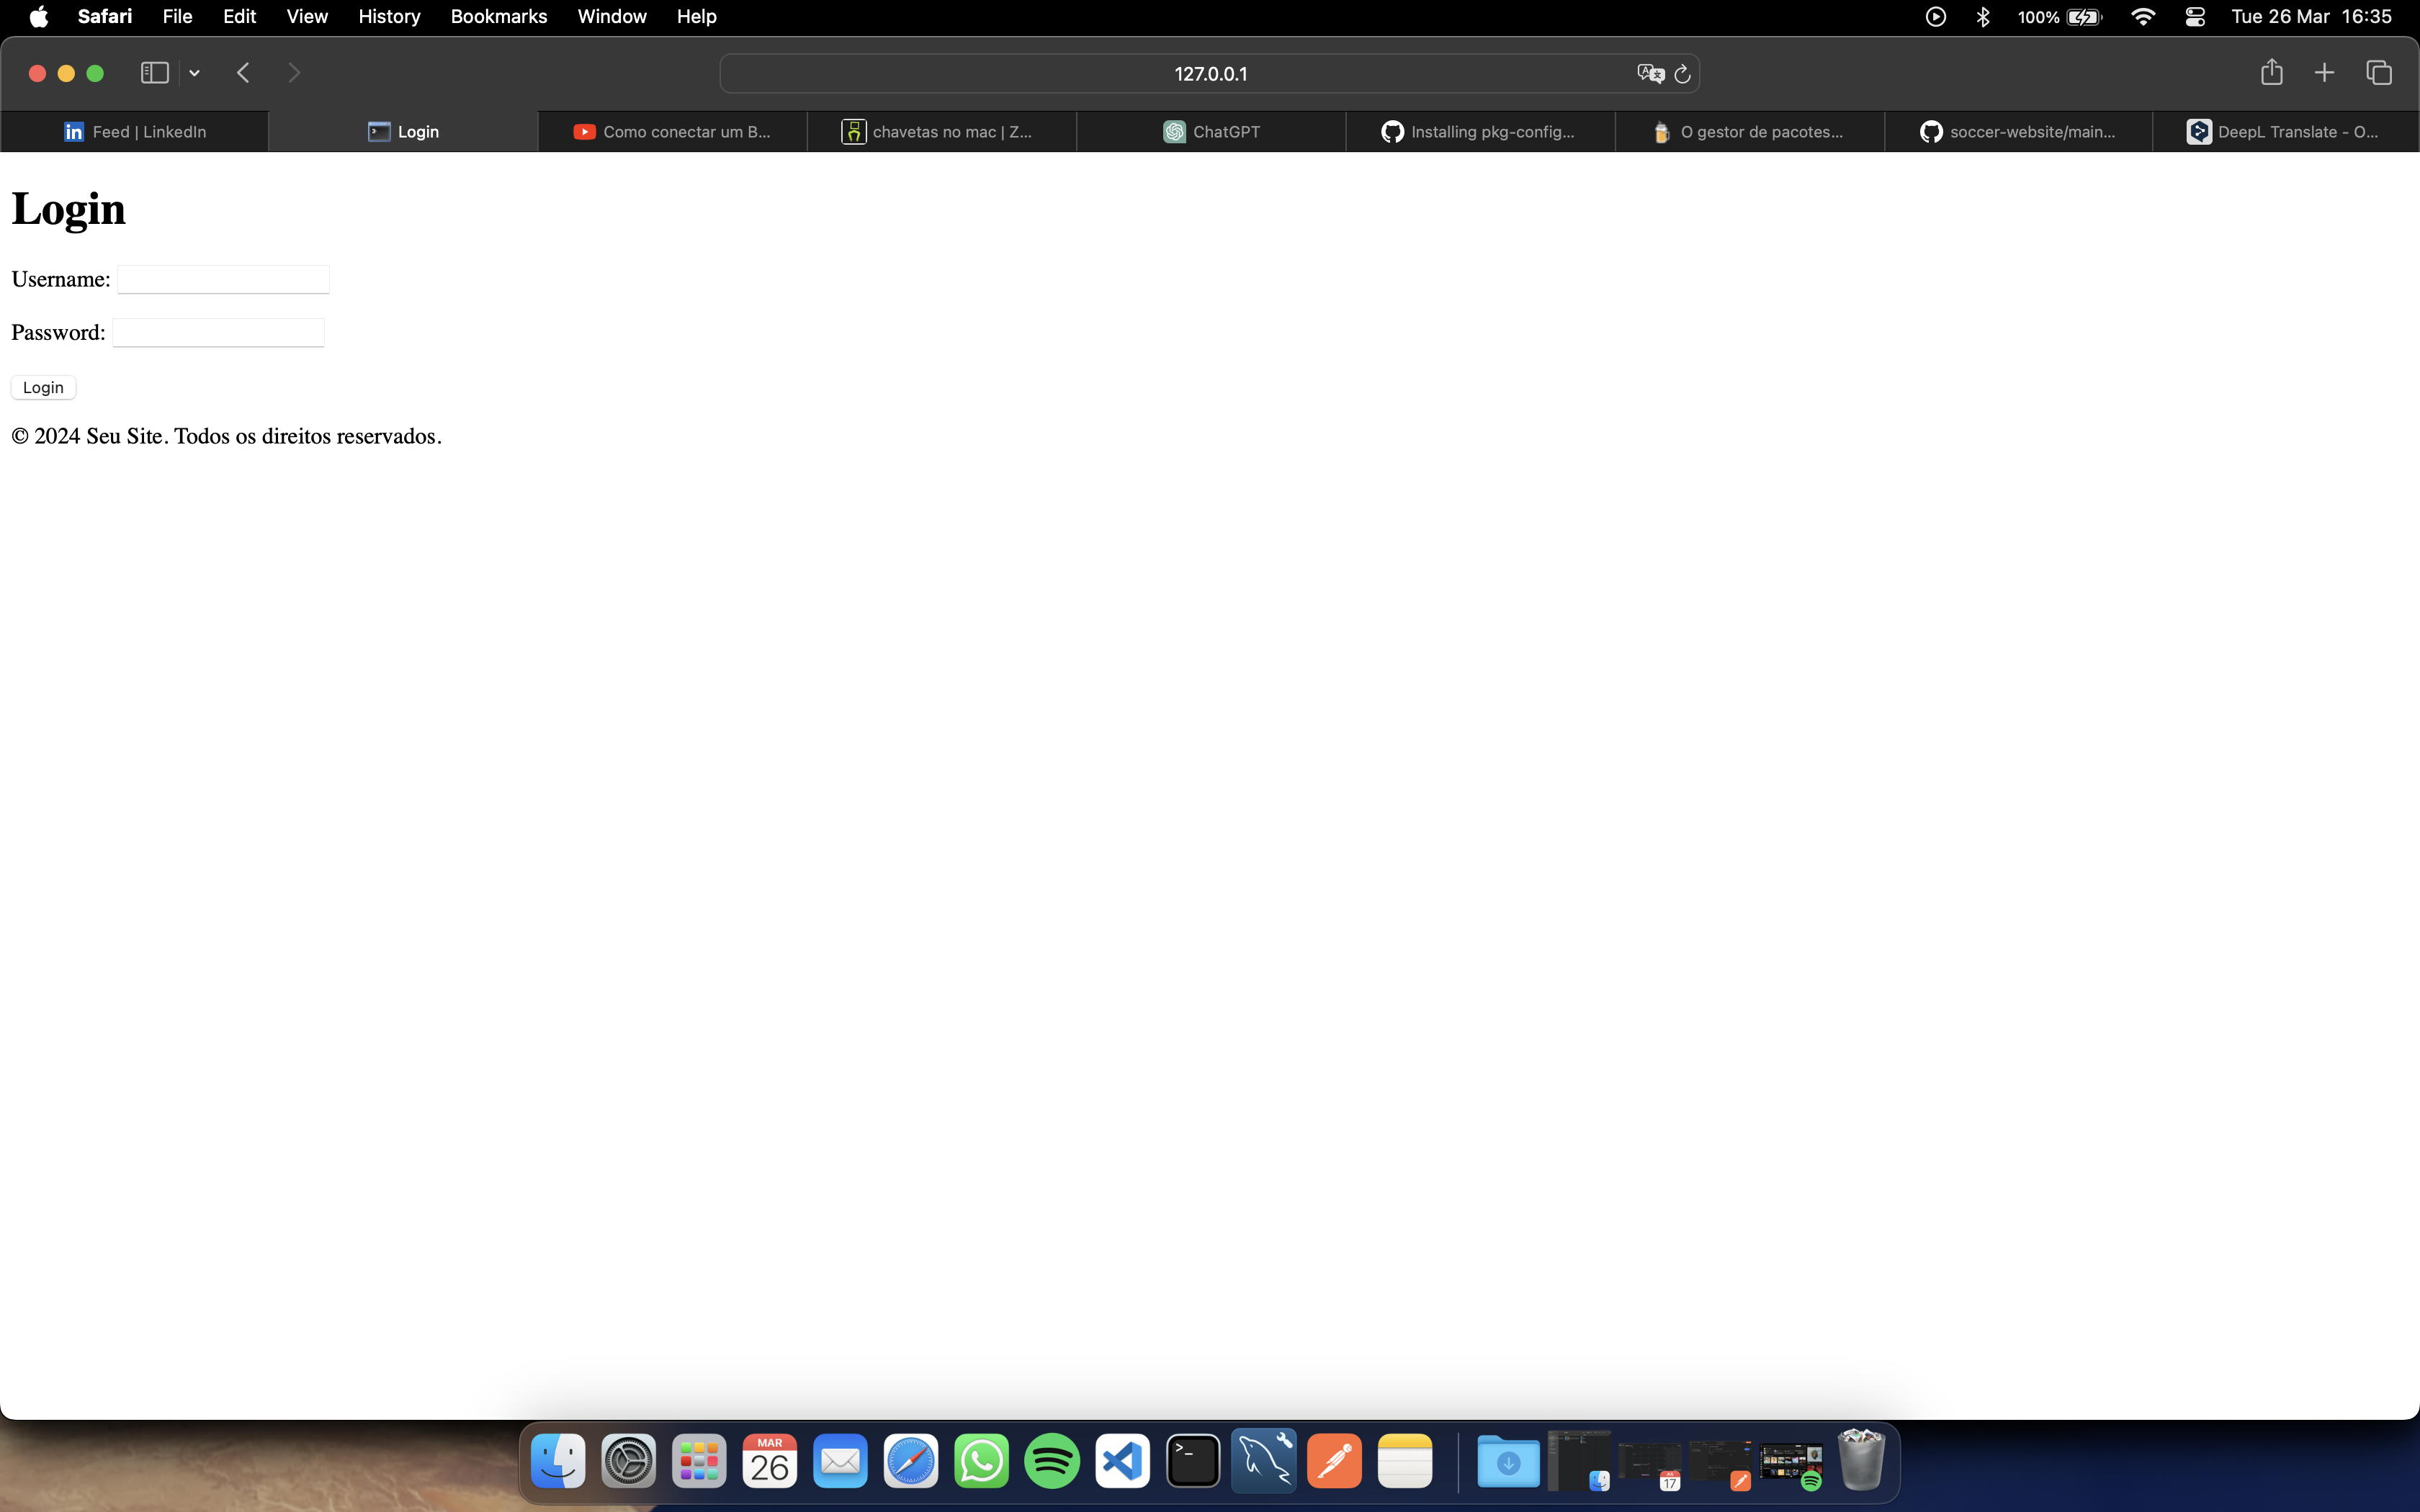 Safari File Edit View History Bookmarks Window Help 100% Tue 26 Mar 16:35
127.0.0.1
Feed | LinkedIn Login Como conectar um B... chavetas no mac | Z... ChatGPT Installing pkg-config... O gestor de pacotes... soccer-website/main... DeepL Translate - O...
Login
Username:
Password:
Login
© 2024 Seu Site. Todos os direitos reservados.
MAR
26
17